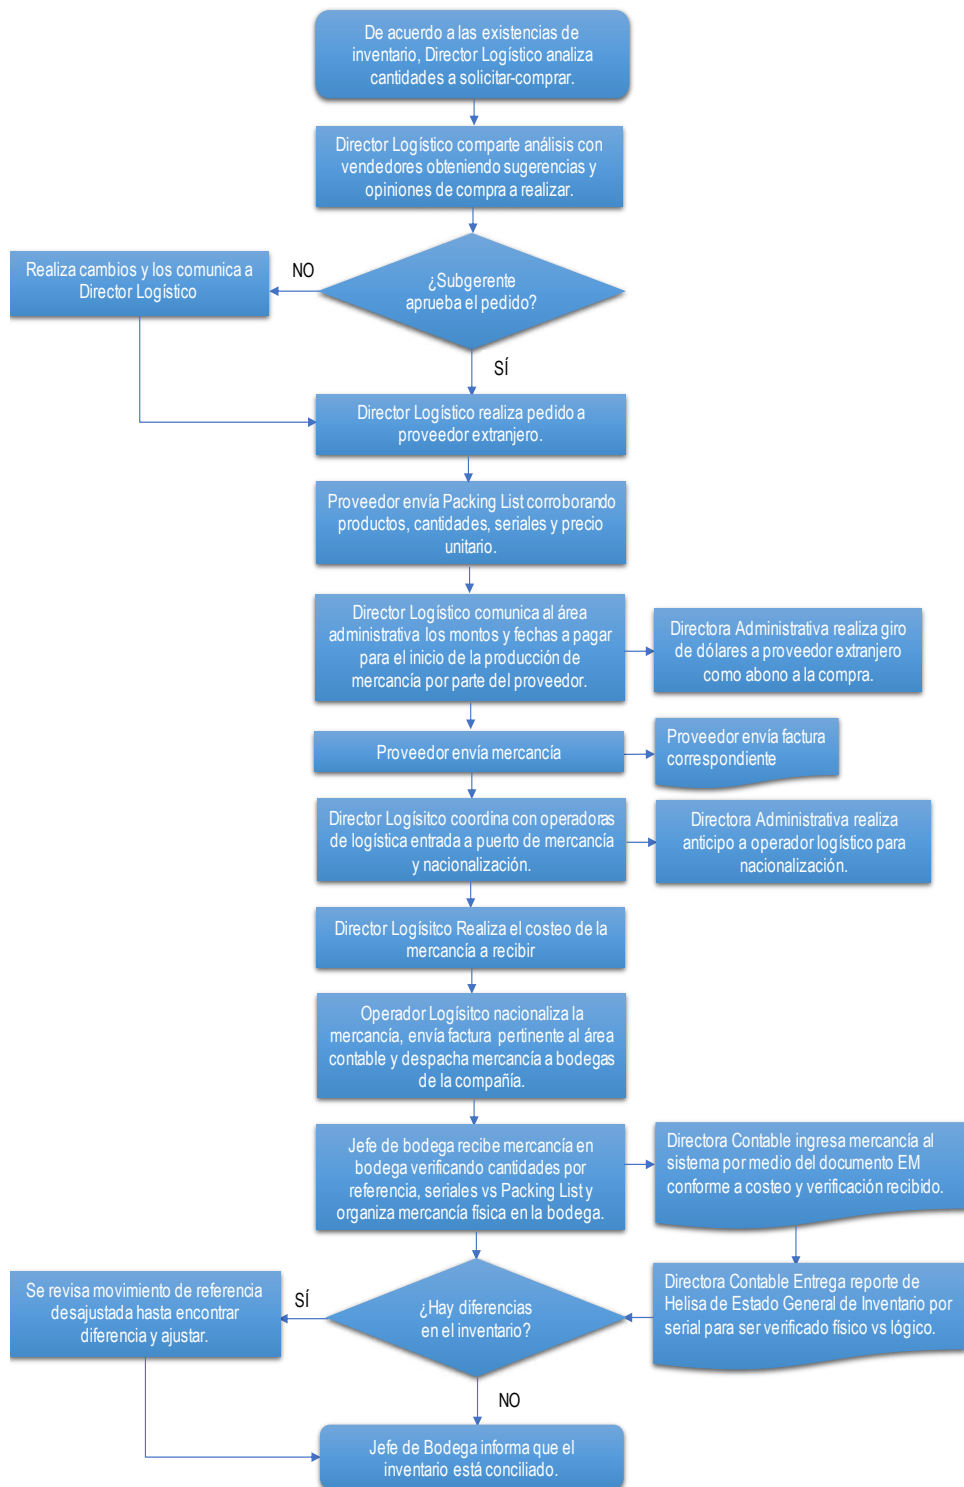 De acuerdo a las existencias de
inventario, Director Logístico analiza
cantidades a solicitar-comprar.
Director Logístico comparte análisis con
vendedores obteniendo sugerencias y
opiniones de compra a realizar.
Realiza cambios y los comunica a
Director Logístico
NO
¿Subgerente
aprueba el pedido?
SÍ
Director Logístico realiza pedido a
proveedor extranjero.
Proveedor envía Packing List corroborando
productos, cantidades, seriales y precio
unitario.
Director Logístico comunica al área
administrativa los montos y fechas a pagar
para el inicio de la producción de
mercancía por parte del proveedor.
Directora Administrativa realiza giro
de dólares a proveedor extranjero
como abono a la compra.
Proveedor envía mercancía
Proveedor envía factura
correspondiente
Director Logísitco coordina con operadoras
de logística entrada a puerto de mercancía
y nacionalización.
Directora Administrativa realiza
anticipo a operador logístico para
nacionalización.
Director Logísitco Realiza el costeo de la
mercancía a recibir
Operador Logísitco nacionaliza la
mercancía, envía factura pertinente al área
contable y despacha mercancía a bodegas
de la compañía.
Jefe de bodega recibe mercancía en
bodega verificando cantidades por
referencia, seriales vs Packing List y
organiza mercancía física en la bodega.
Directora Contable ingresa mercancía al
sistema por medio del documento EM
conforme a costeo y verificación recibido.
Se revisa movimiento de referencia
desajustada hasta encontrar
diferencia y ajustar.
SÍ
¿Hay diferencias
en el inventario?
Directora Contable Entrega reporte de
Helisa de Estado General de Inventario por
serial para ser verificado físico vs lógico.
NO
Jefe de Bodega informa que el
inventario está conciliado.